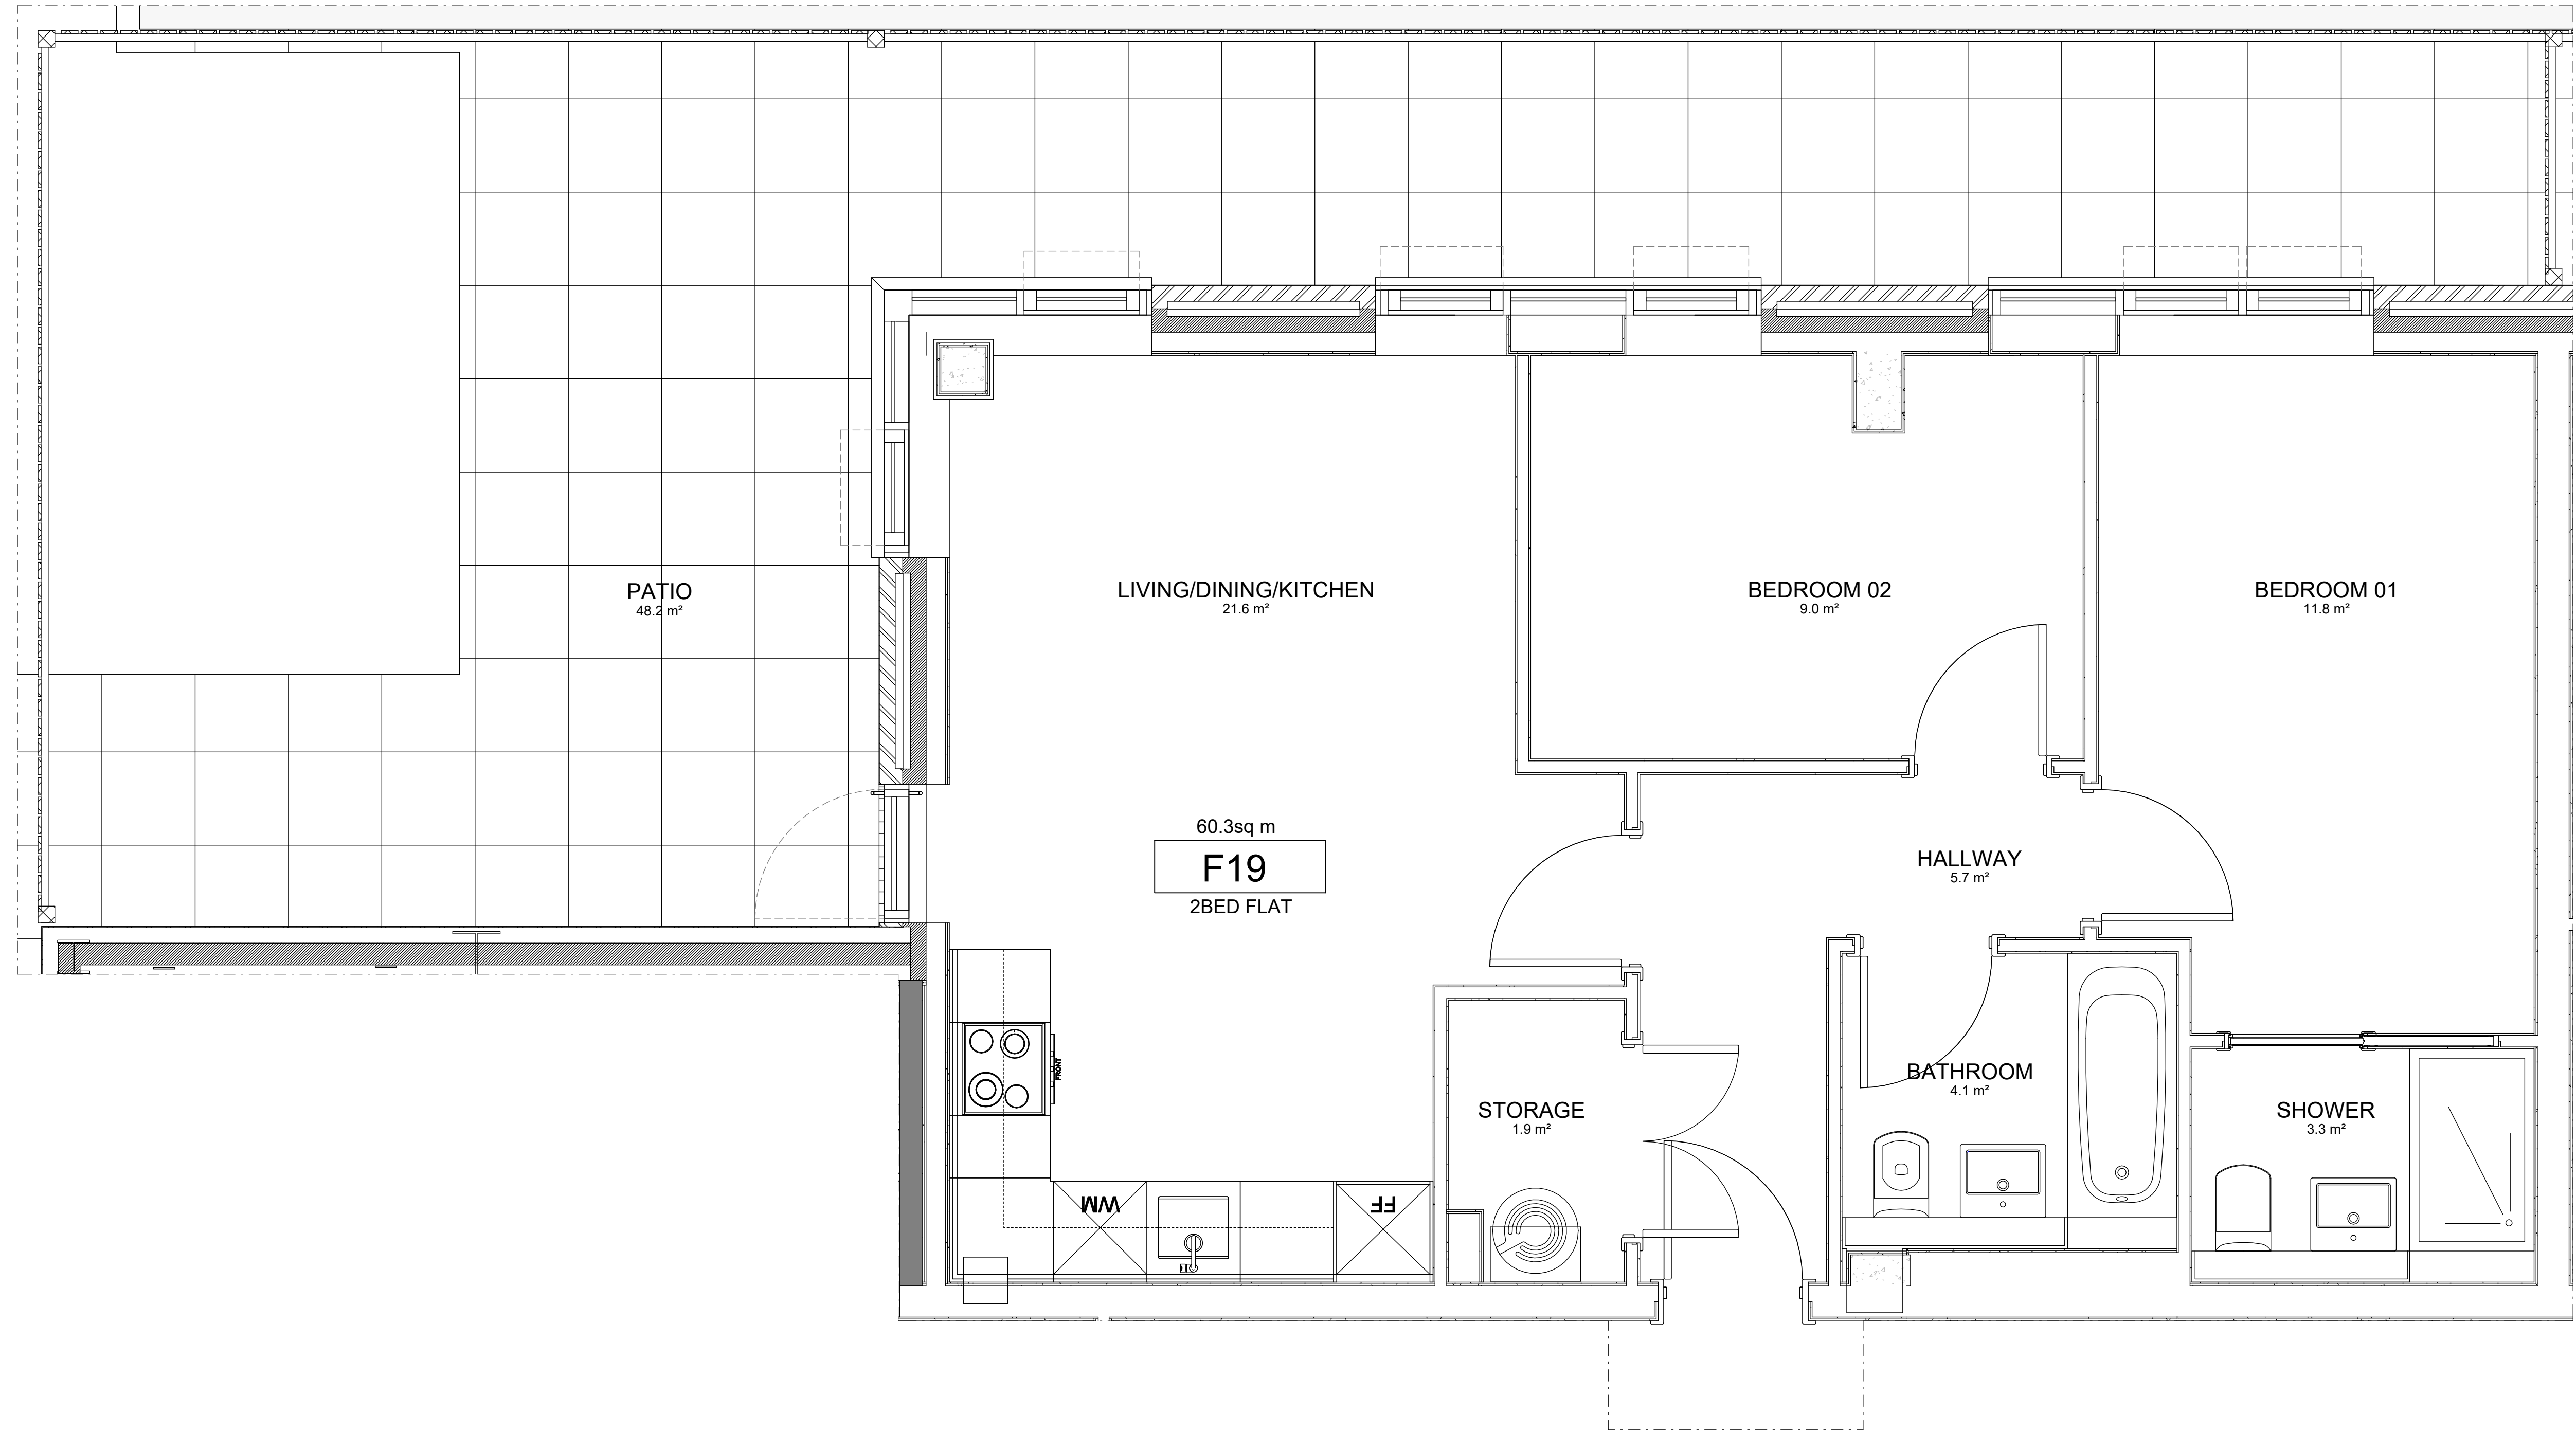 PATIO
48.2 m²
LIVING/DINING/KITCHEN
21.6 m²
BEDROOM 02
9.0 m²
BEDROOM 01
11.8 m²
60.3sq m
F19
2BED FLAT
HALLWAY
5.7 m²
FRONT
BATHROOM
4.1 m²
STORAGE
1.9 m²
SHOWER
3.3 m²
WM
FF